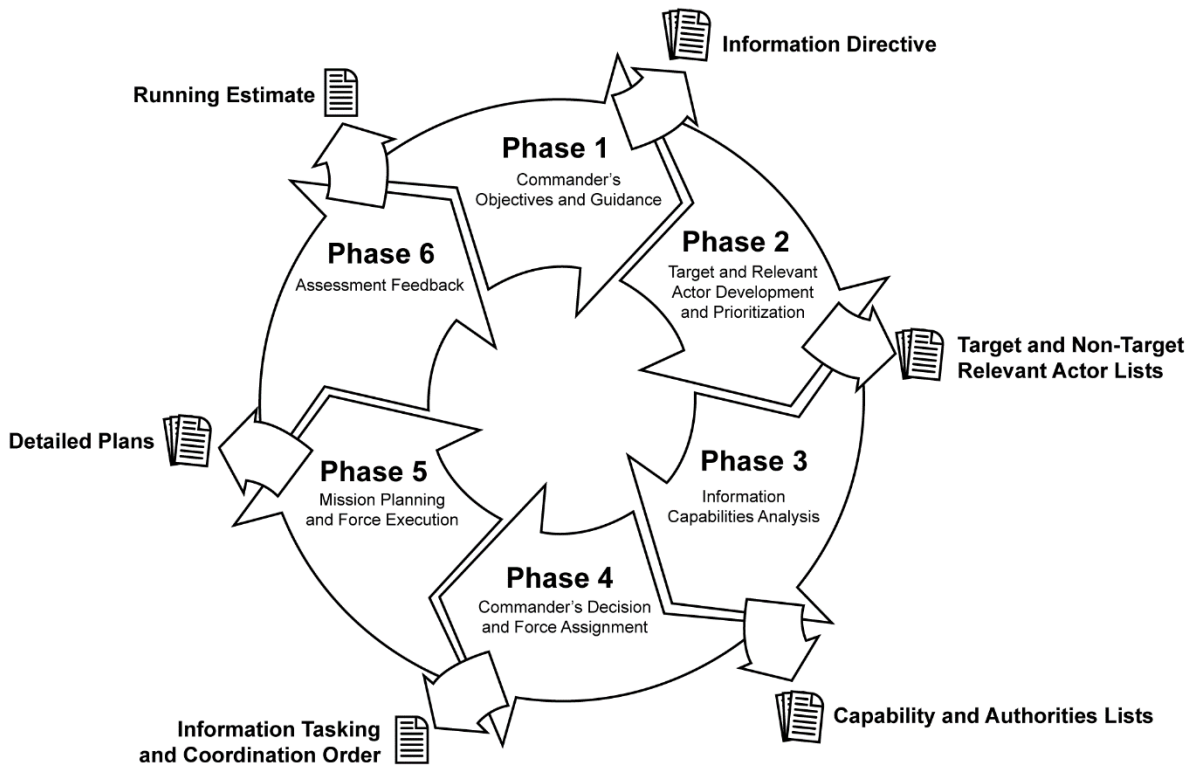 Information Directive
Running Estimate
Phase 1
Commander's
Objectives and Guidance
Phase 2
Target and Relevant
Actor Development
and Prioritization
Target and Non-Target
Relevant Actor Lists
Phase 3
Information
Capabilities Analysis
Capability and Authorities Lists
Phase 4
Commander's Decision
and Force Assignment
Information Tasking
and Coordination Order
Phase 5
Mission Planning
and Force Execution
Detailed Plans
Phase 6
Assessment Feedback